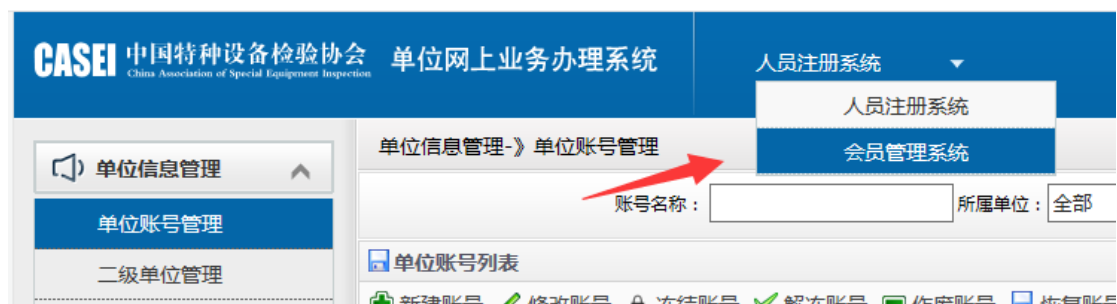 CASEI 中国特种设备检验协会 单位网上业务办理系统 人员注册系统
China Association of Special Equipment Inspection
人员注册系统
会员管理系统
单位信息管理
单位信息管理-》单位账号管理
账号名称： 所属单位：全部
单位账号管理
二级单位管理
单位账号列表
新建账号 修改账号 冻结账号 解冻账号 作废账号 恢复账号